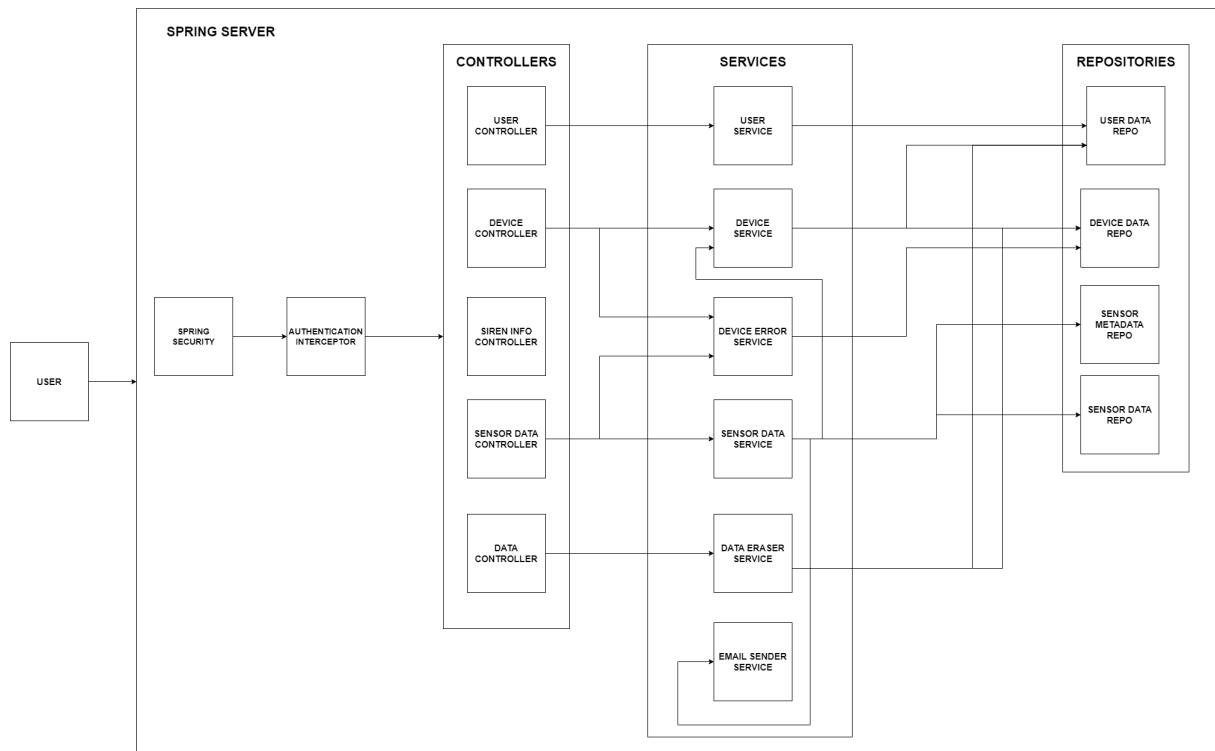 SPRING SERVER
CONTROLLERS
SERVICES
REPOSITORIES
USER
CONTROLLER
USER
SERVICE
USER DATA
REPO
DEVICE
CONTROLLER
DEVICE
SERVICE
DEVICE DATA
REPO
SPRING
SECURITY
AUTHENTICATION
INTERCEPTOR
SIREN INFO
CONTROLLER
DEVICE ERROR
SERVICE
SENSOR
METADATA
REPO
USER
SENSOR DATA
CONTROLLER
SENSOR DATA
SERVICE
SENSOR DATA
REPO
DATA
CONTROLLER
DATA ERASER
SERVICE
EMAIL SENDER
SERVICE